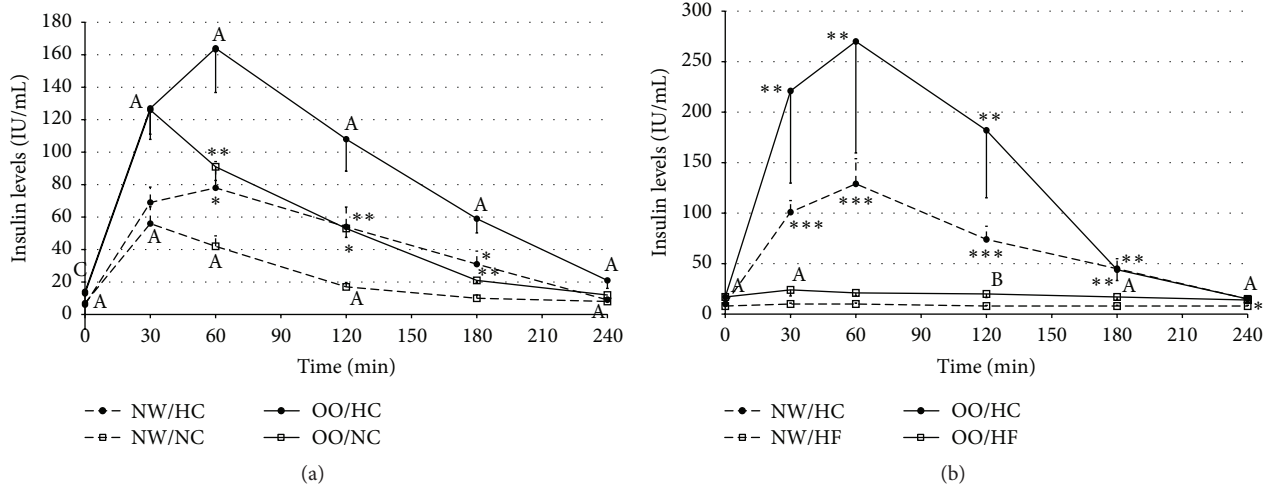 180
160
140
120
100
80
60
40
20
0
Insulin levels (IU/mL)
A
A
A
A
A
C
A
A
A
A
A
**
*
**
*
*
**
0 30 60 90 120 150 180 210 240
Time (min)
NW/HC
OO/HC
NW/NC
OO/NC
(a)
300
250
200
150
100
50
0
Insulin levels (IU/mL)
**
**
**
***
***
***
**
**
A
A
B
A
A
*
0 30 60 90 120 150 180 210 240
Time (min)
NW/HC
OO/HC
NW/HF
OO/HF
(b)